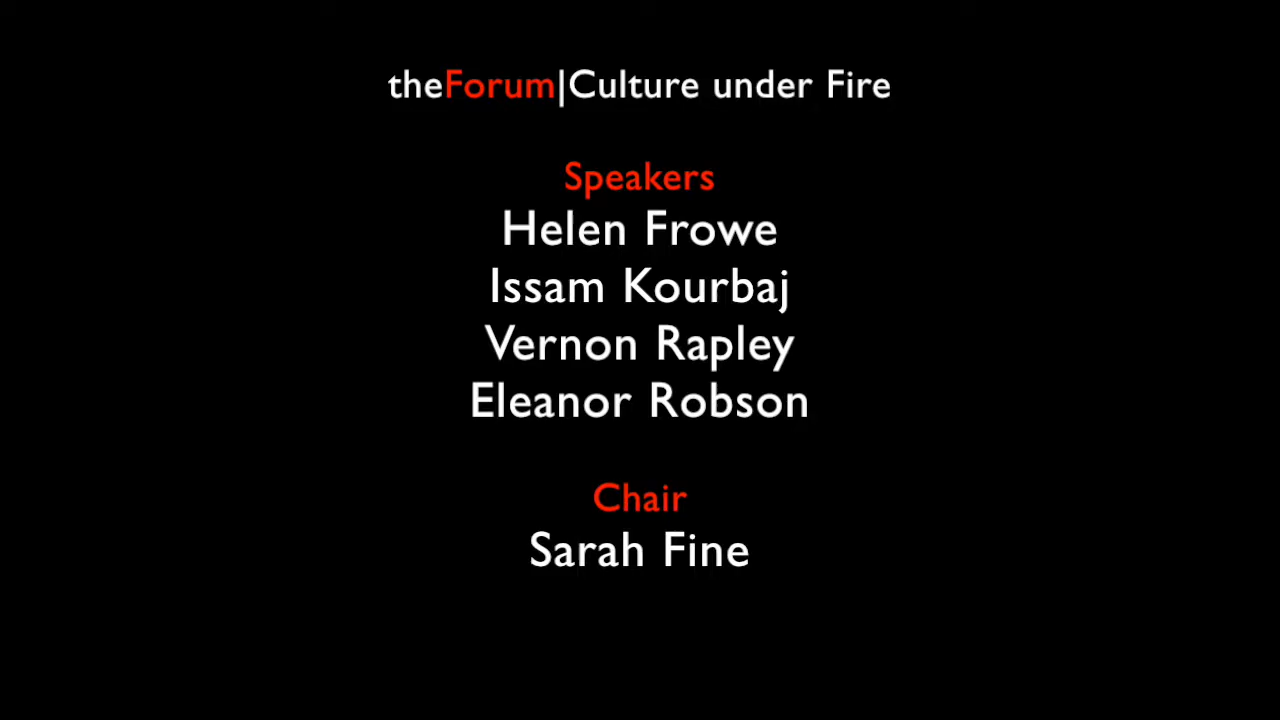 theForum|Culture under Fire
Speakers
Helen Frowe
Issam Kourbaj
Vernon Rapley
Eleanor Robson
Chair
Sarah Fine